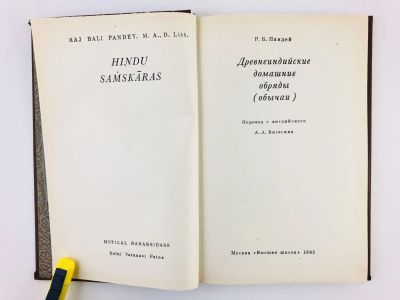 RAJ BALI PANDEY, M. A., D. Litt.
HINDU
SAṀSKĀRAS
MOTILAL BANARSIDASS
Delhi Varanasi Patna
Р. Б. Пандей
Древнеиндийские
домашние
обряды
(обычаи)
Перевод с английского
А. А. Вигасина
Москва «Высшая школа» 1982